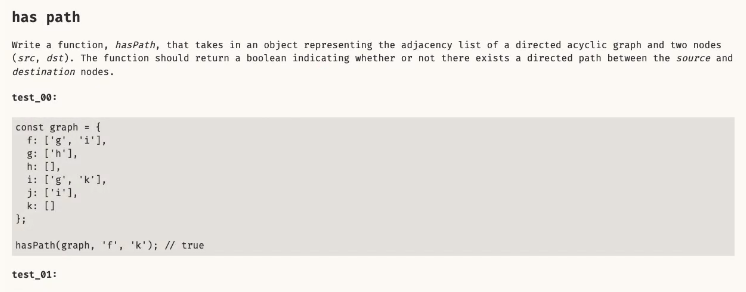 has path
Write a function, hasPath, that takes in an object representing the adjacency list of a directed acyclic graph and two nodes
(src, dst). The function should return a boolean indicating whether or not there exists a directed path between the source and
destination nodes.
test_00:
const graph = {
  f: ['g', 'i'],
  g: ['h'],
  h: [],
  i: ['g', 'k'],
  j: ['i'],
  k: []
};
hasPath(graph, 'f', 'k'); // true
test_01: